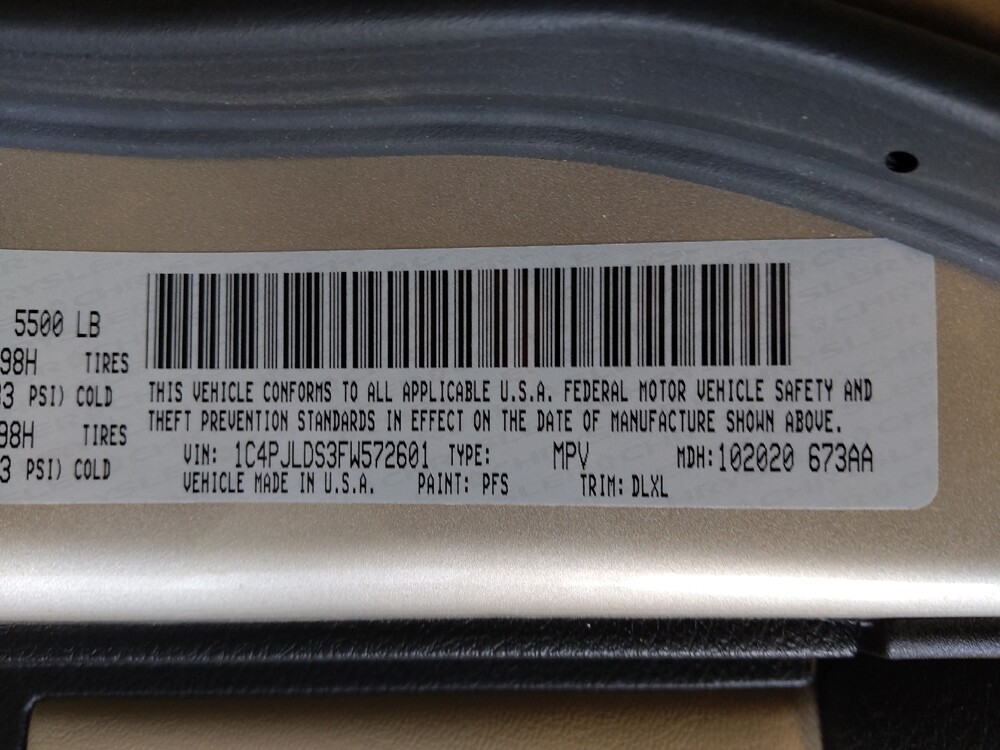 5500 LB
98H TIRES
3 PSI) COLD
98H TIRES
3 PSI) COLD
THIS VEHICLE CONFORMS TO ALL APPLICABLE U.S.A. FEDERAL MOTOR VEHICLE SAFETY AND
THEFT PREVENTION STANDARDS IN EFFECT ON THE DATE OF MANUFACTURE SHOWN ABOVE.
VIN: 1C4PJLDS3FW572601 TYPE: MPV MDH: 102020 673AA
VEHICLE MADE IN U.S.A. PAINT: PFS TRIM: DLXL